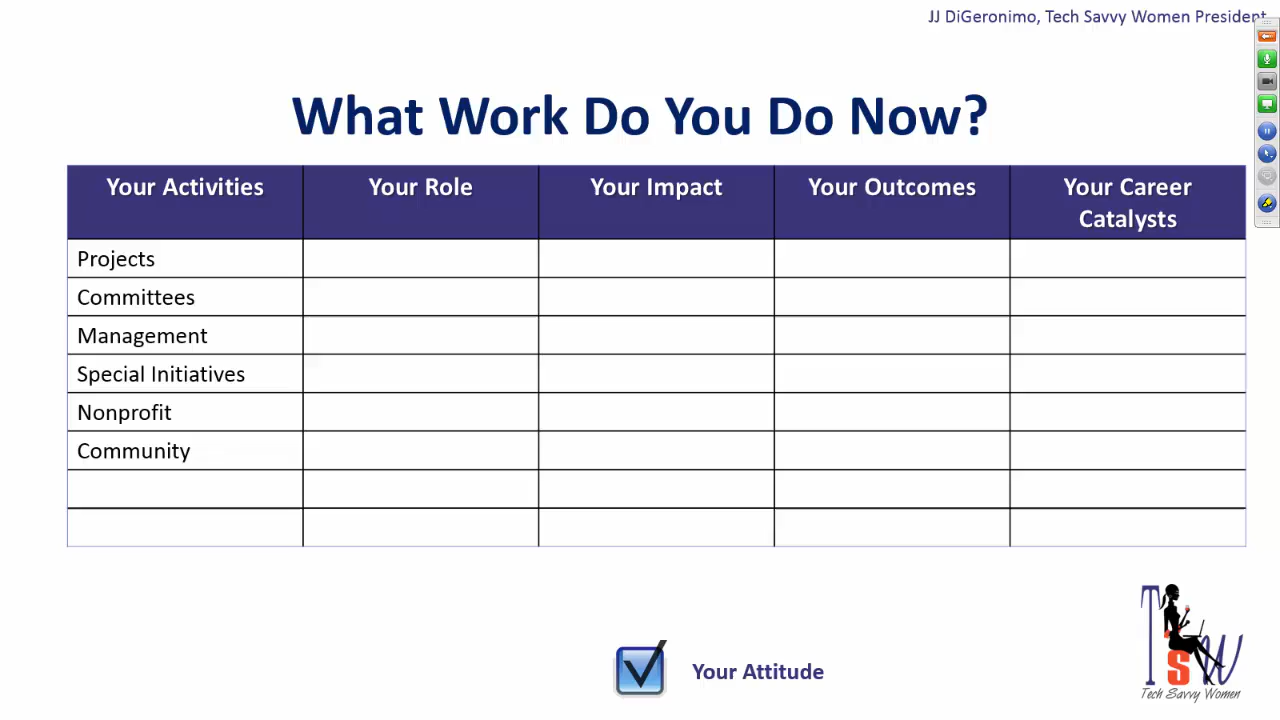 JJ DiGeronimo, Tech Savvy Women President
What Work Do You Do Now?
Your Activities
Your Role
Your Impact
Your Outcomes
Your Career
Catalysts
Projects
Committees
Management
Special Initiatives
Nonprofit
Community
Your Attitude
TSW
Tech Savvy Women